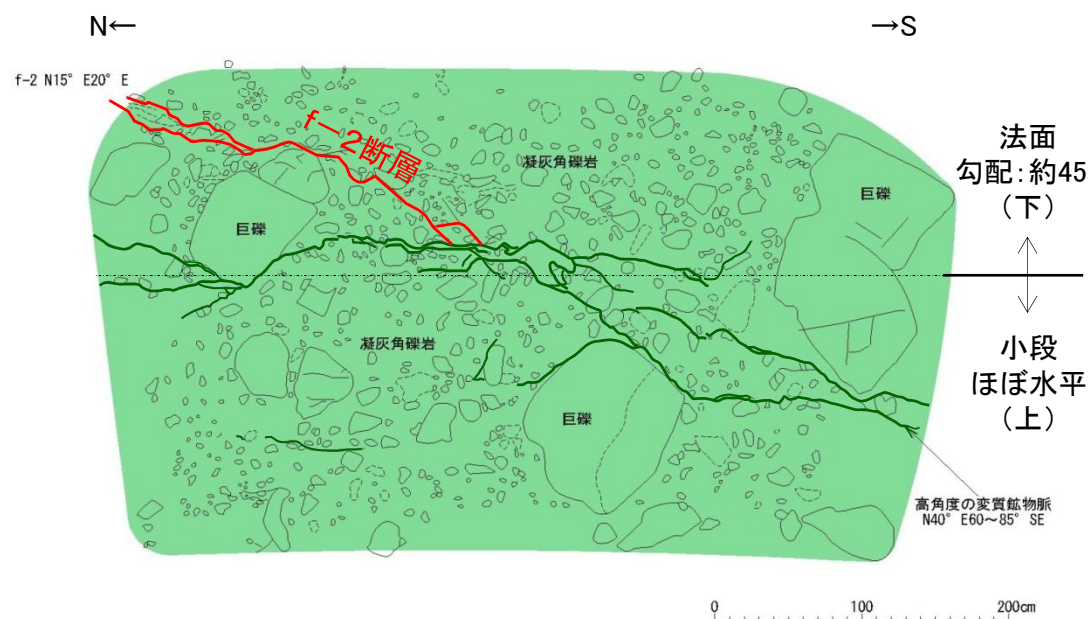 N←
→S
f-2 N15° E20° E
f－2断層
凝灰角礫岩
巨礫
巨礫
法面
勾配：約45
（下）
凝灰角礫岩
巨礫
小段
ほぼ水平
（上）
高角度の変質鉱物脈
N40° E60～85° SE
0 100 200cm